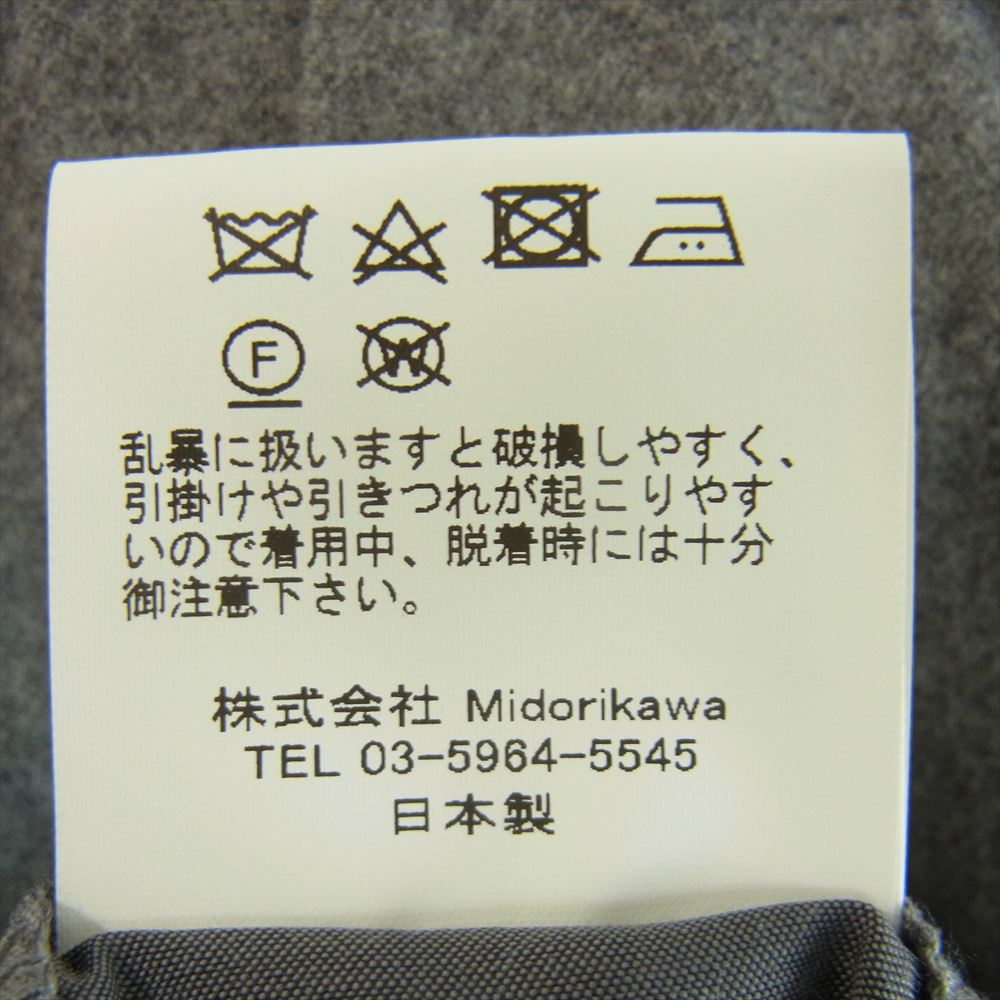 F W
乱暴に扱いますと破損しやすく、
引掛けや引きつれが起こりやす
いので着用中、脱着時には十分
御注意下さい。
株式会社 Midorikawa
TEL 03-5964-5545
日本製